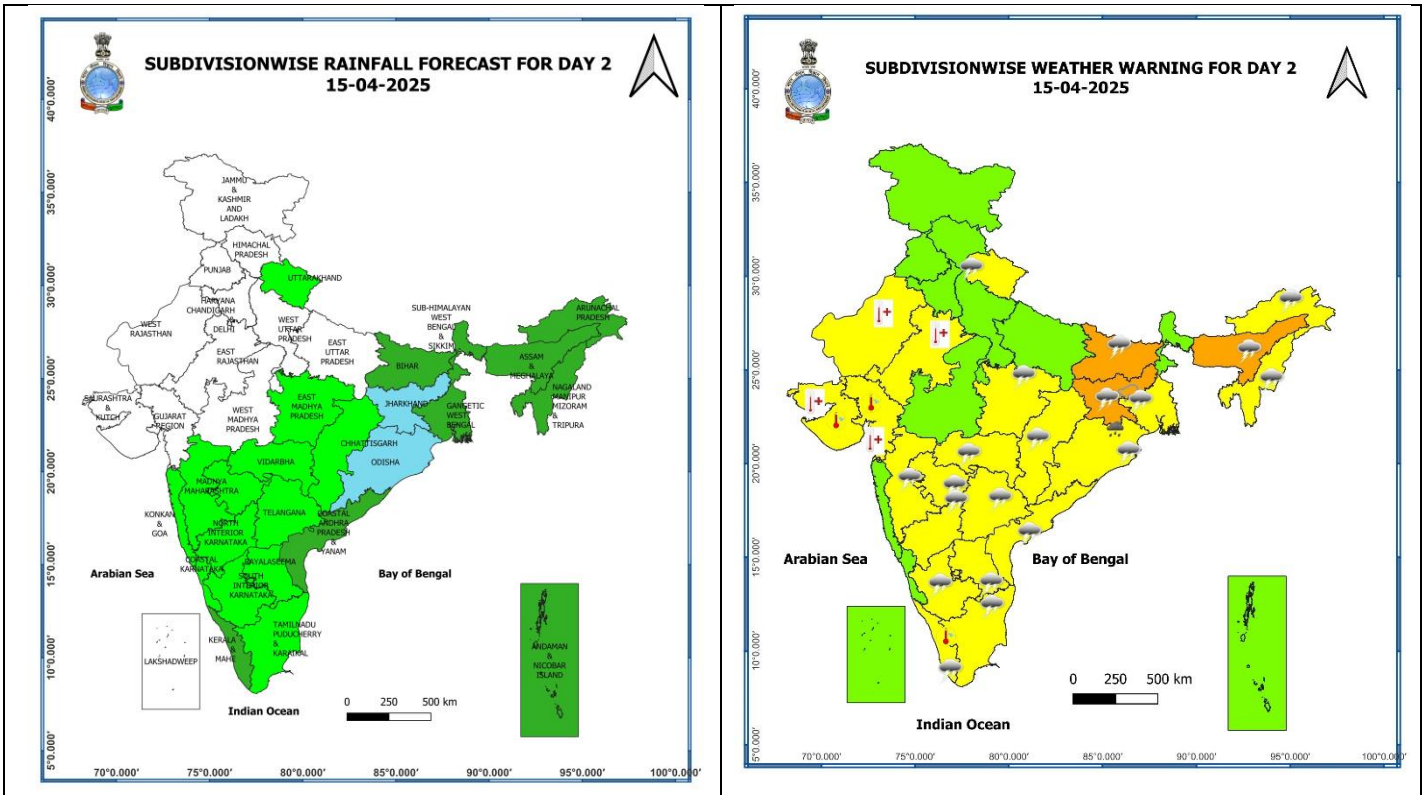 SUBDIVISIONWISE RAINFALL FORECAST FOR DAY 2
15-04-2025
JAMMU
&
KASHMIR
AND
LADAKH
HIMACHAL
PRADESH
PUNJAB
UTTARAKHAND
HARYANA
CHANDIGARH
&
DELHI
WEST
RAJASTHAN
WEST
UTTAR
PRADESH
EAST
UTTAR
PRADESH
SUB-HIMALAYAN
WEST
BENGAL
&
SIKKIM
ARUNACHAL
PRADESH
EAST
RAJASTHAN
BIHAR
ASSAM
&
MEGHALAYA
NAGALAND
MANIPUR
MIZORAM
&
TRIPURA
SAURASHTRA
&
KUTCH
GUJARAT
REGION
WEST
MADHYA
PRADESH
EAST
MADHYA
PRADESH
JHARKHAND
GANGETIC
WEST
BENGAL
CHHATTISGARH
ODISHA
VIDARBHA
MADHYA
MAHARASHTRA
KONKAN
&
GOA
TELANGANA
COASTAL
ANDHRA
PRADESH
&
YANAM
NORTH
INTERIOR
KARNATAKA
COASTAL
KARNATAKA
RAYALASEEMA
SOUTH
INTERIOR
KARNATAKA
Arabian Sea
Bay of Bengal
TAMILNADU
PUDUCHERRY
&
KARAIKAL
KERALA
&
MAHE
LAKSHADWEEP
ANDAMAN
&
NICOBAR
ISLAND
0 250 500 km
Indian Ocean
40°0.000'
35°0.000'
30°0.000'
25°0.000'
20°0.000'
15°0.000'
10°0.000'
5°0.000'
70°0.000' 75°0.000' 80°0.000' 85°0.000' 90°0.000' 95°0.000' 100°0.000'
SUBDIVISIONWISE WEATHER WARNING FOR DAY 2
15-04-2025
Arabian Sea
Bay of Bengal
0 250 500 km
Indian Ocean
40°0.000'
35°0.000'
30°0.000'
25°0.000'
20°0.000'
15°0.000'
10°0.000'
5°0.000'
70°0.000' 75°0.000' 80°0.000' 85°0.000' 90°0.000' 95°0.000' 100°0.000'